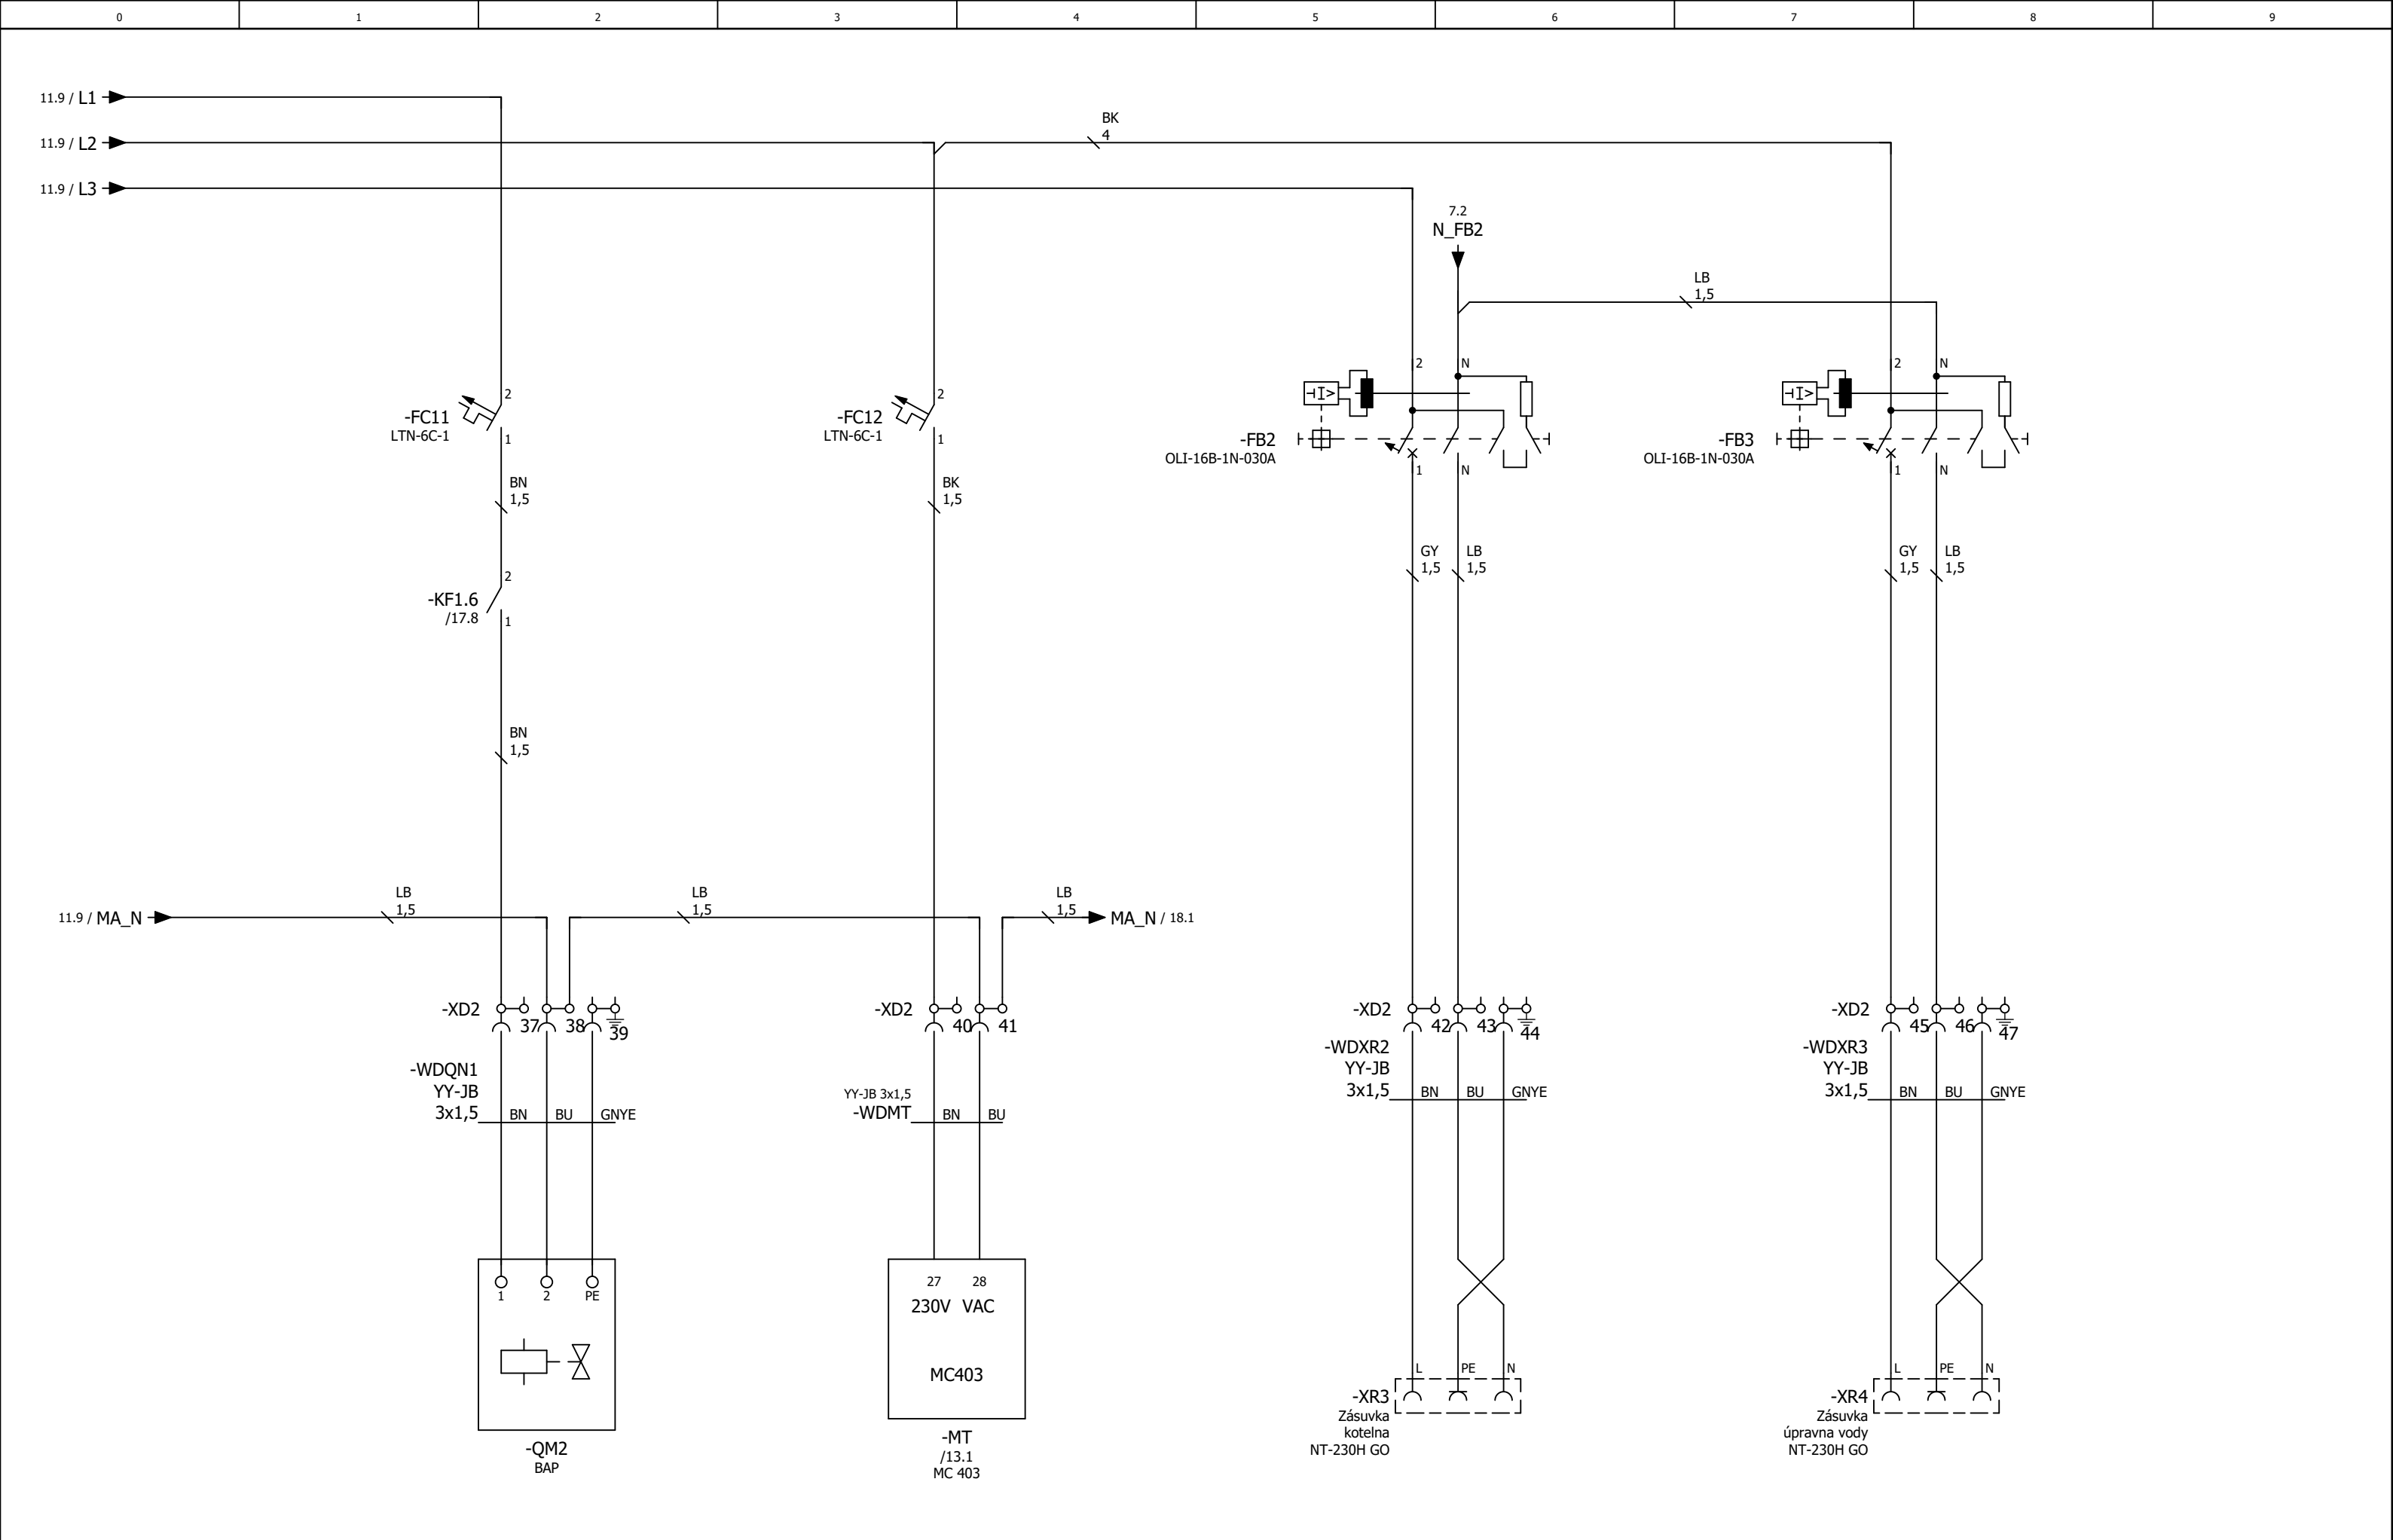 0 1 2 3 4 5 6 7 8 9
11.9 / L1
BK
4
11.9 / L2
11.9 / L3
7.2
N_FB2
LB
1,5
2 N 2 N
2 2
-FC11
LTN-6C-1
1
-FC12
LTN-6C-1
1
-FB2
OLI-16B-1N-030A
I>
1 N
-FB3
OLI-16B-1N-030A
I>
1 N
BN
1,5
BK
1,5
GY
1,5
LB
1,5
GY
1,5
LB
1,5
2
-KF1.6
/17.8
1
BN
1,5
11.9 / MA_N
LB
1,5
LB
1,5
LB
1,5
MA_N / 18.1
-XD2
37 38 39
-XD2
40 41
-XD2
42 43 44
-XD2
45 46 47
-WDQN1
YY-JB
3x1,5
BN BU GNYE
YY-JB 3x1,5
-WDMT
BN BU
-WDXR2
YY-JB
3x1,5
BN BU GNYE
-WDXR3
YY-JB
3x1,5
BN BU GNYE
1 2 PE
-QM2
BAP
27 28
230V VAC
MC403
-MT
/13.1
MC 403
L PE N
-XR3
Zásuvka
kotelna
NT-230H GO
L PE N
-XR4
Zásuvka
úpravna vody
NT-230H GO